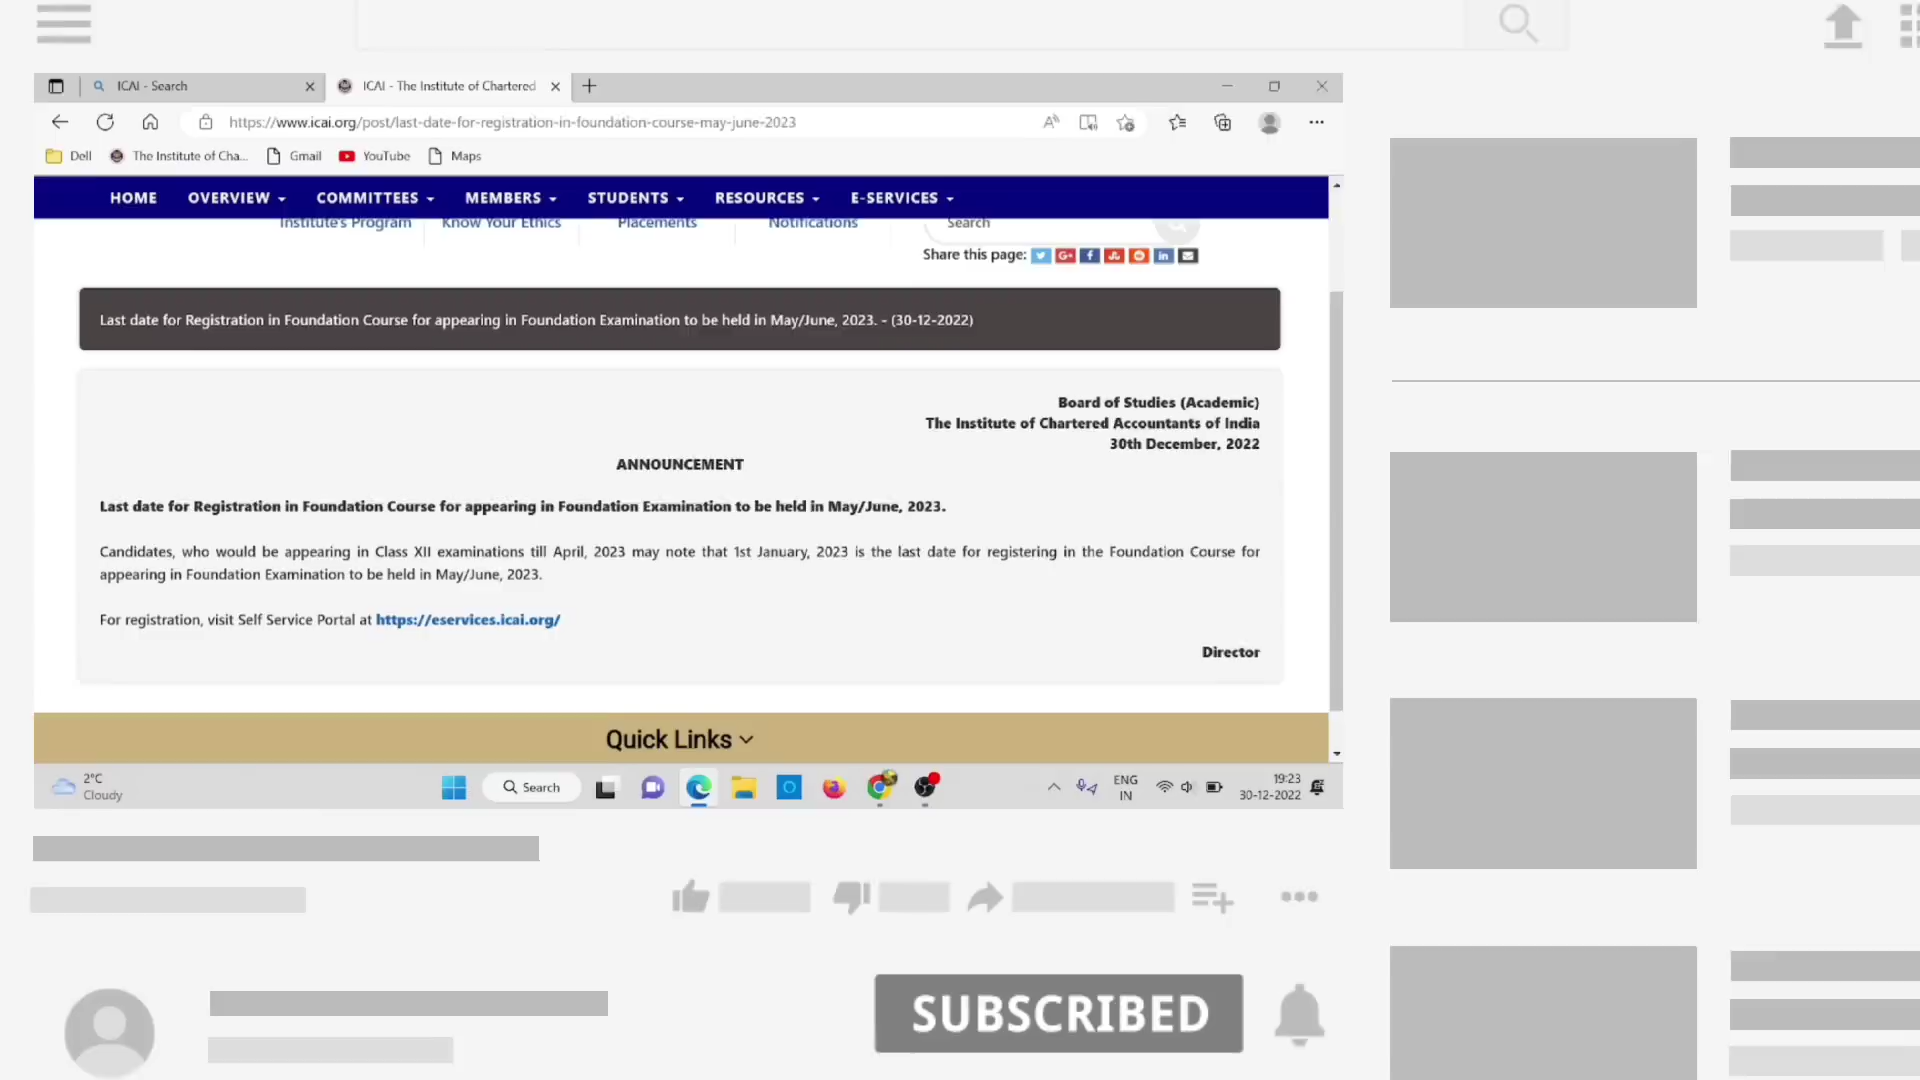 ICAI - Search
ICAI - The Institute of Chartered
https://www.icai.org/post/last-date-for-registration-in-foundation-course-may-june-2023
Dell The Institute of Cha... Gmail YouTube Maps
HOME OVERVIEW COMMITTEES MEMBERS STUDENTS RESOURCES E-SERVICES
Institute's Program Know Your Ethics Placements Notifications Search
Share this page:
Last date for Registration in Foundation Course for appearing in Foundation Examination to be held in May/June, 2023. - (30-12-2022)
Board of Studies (Academic)
The Institute of Chartered Accountants of India
30th December, 2022
ANNOUNCEMENT
Last date for Registration in Foundation Course for appearing in Foundation Examination to be held in May/June, 2023.
Candidates, who would be appearing in Class XII examinations till April, 2023 may note that 1st January, 2023 is the last date for registering in the Foundation Course for
appearing in Foundation Examination to be held in May/June, 2023.
For registration, visit Self Service Portal at https://eservices.icai.org/
Director
Quick Links
2°C
Cloudy
Search
ENG
IN
19:23
30-12-2022
SUBSCRIBED